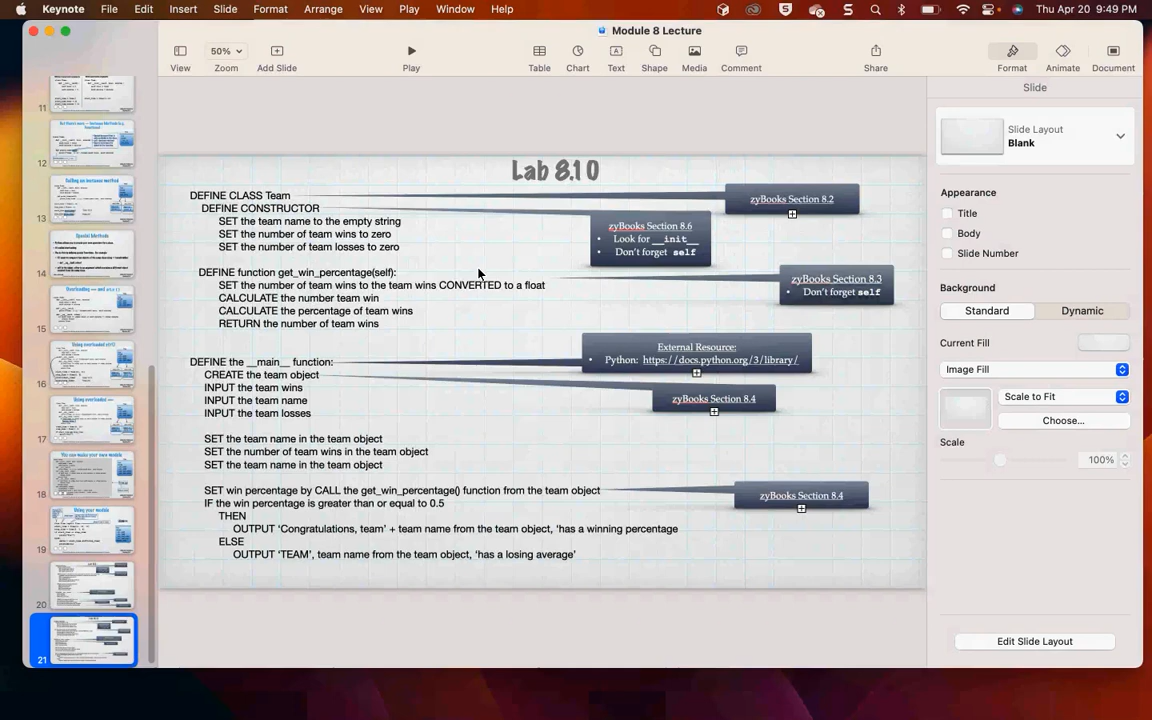 Keynote File Edit Insert Slide Format Arrange View Play Window Help
Thu Apr 20 9:49 PM
Module 8 Lecture
50%
View Zoom Add Slide Play Table Chart Text Shape Media Comment Share Format Animate Document
11
12
13
14
15
16
17
18
19
20
21
Lab 8.10
DEFINE CLASS Team
DEFINE CONSTRUCTOR
SET the team name to the empty string
SET the number of team wins to zero
SET the number of team losses to zero
DEFINE function get_win_percentage(self):
SET the number of team wins to the team wins CONVERTED to a float
CALCULATE the number team win
CALCULATE the percentage of team wins
RETURN the number of team wins
DEFINE the __main__ function:
CREATE the team object
INPUT the team wins
INPUT the team name
INPUT the team losses
SET the team name in the team object
SET the number of team wins in the team object
SET the team name in the team object
SET win percentage by CALL the get_win_percentage() function from the team object
IF the win percentage is greater than or equal to 0.5
THEN
OUTPUT ‘Congratulations, team’ + team name from the team object, ‘has a winning percentage
ELSE
OUTPUT ‘TEAM’, team name from the team object, ‘has a losing average’
zyBooks Section 8.2
zyBooks Section 8.6
• Look for __init__
• Don’t forget self
zyBooks Section 8.3
• Don’t forget self
External Resource:
• Python: https://docs.python.org/3/library/
zyBooks Section 8.4
zyBooks Section 8.4
Slide
Slide Layout
Blank
Appearance
Title
Body
Slide Number
Background
Standard Dynamic
Current Fill
Image Fill
Scale to Fit
Choose...
Scale
100%
Edit Slide Layout